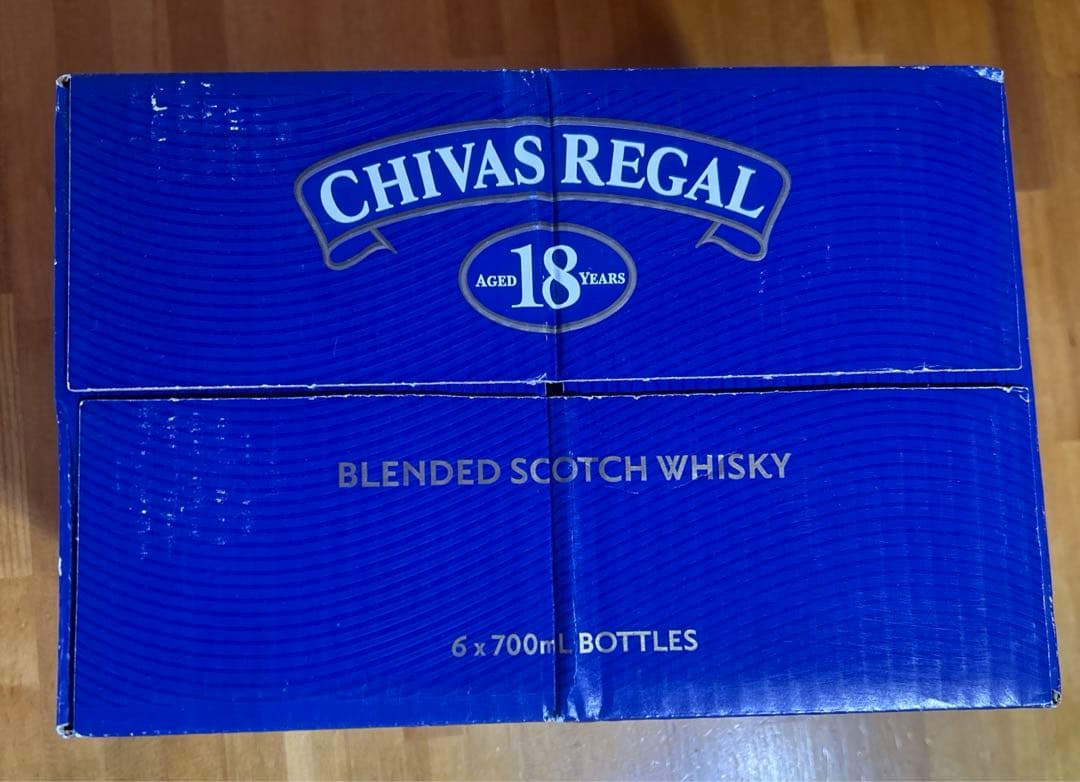 CHIVAS REGAL
AGED 18 YEARS
BLENDED SCOTCH WHISKY
6 x 700mL BOTTLES